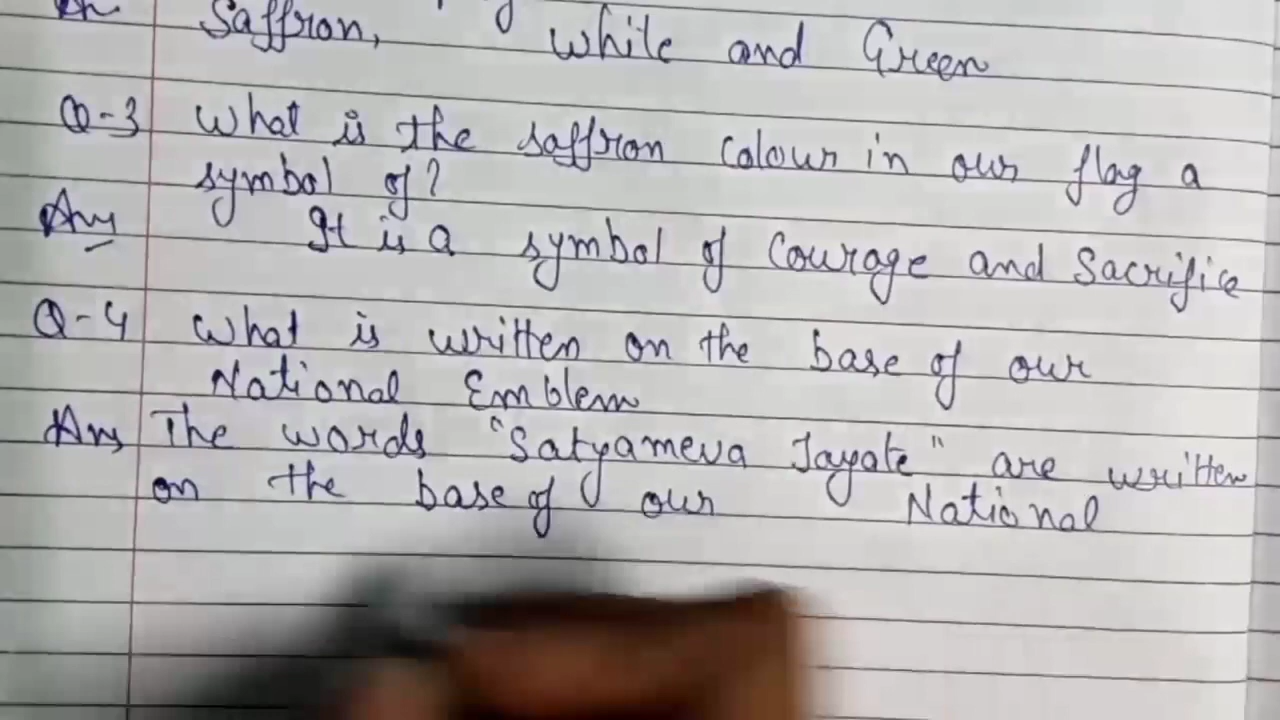 Saffron, white and Green
Q-3 What is the saffron colour in our flag a
symbol of?
Ans It is a symbol of Courage and Sacrifice
Q-4 What is written on the base of our
National Emblem
Ans The words "Satyameva Jayate" are written
on the base of our National